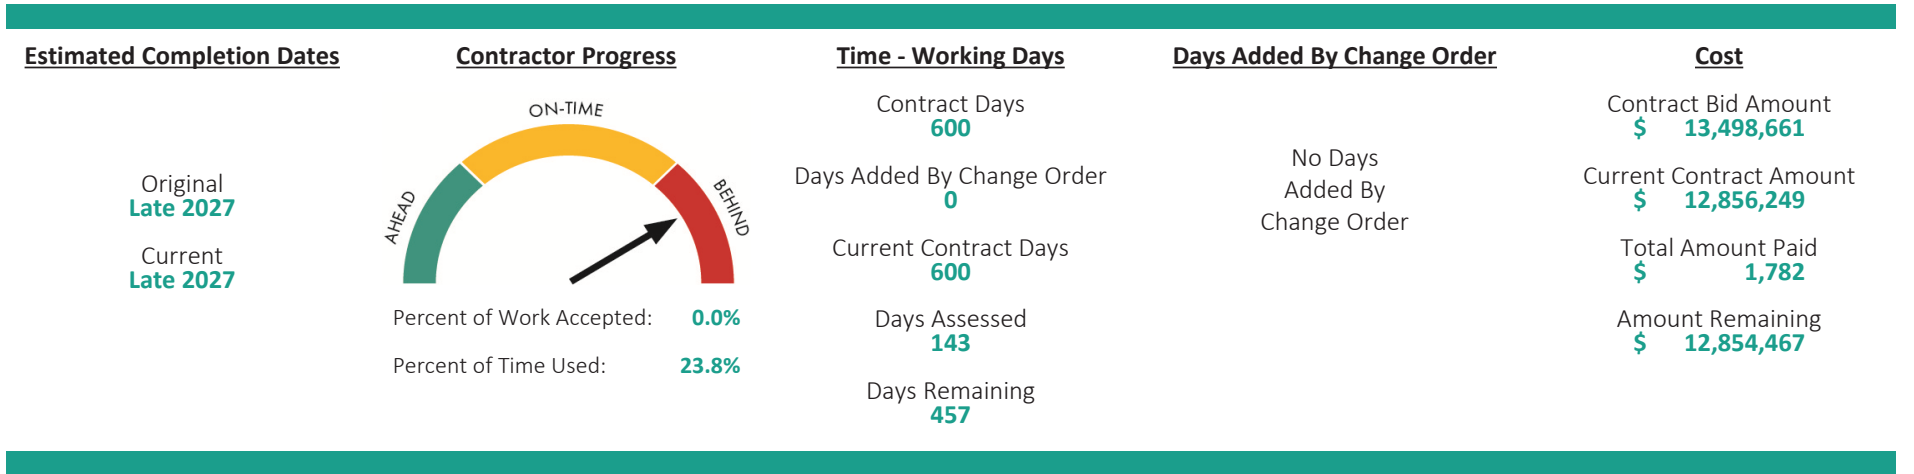 Estimated Completion Dates
Original
Late 2027
Current
Late 2027
Contractor Progress
AHEAD
ON-TIME
BEHIND
Percent of Work Accepted: 0.0%
Percent of Time Used: 23.8%
Time - Working Days
Contract Days
600
Days Added By Change Order
0
Current Contract Days
600
Days Assessed
143
Days Remaining
457
Days Added By Change Order
No Days
Added By
Change Order
Cost
Contract Bid Amount
$ 13,498,661
Current Contract Amount
$ 12,856,249
Total Amount Paid
$ 1,782
Amount Remaining
$ 12,854,467